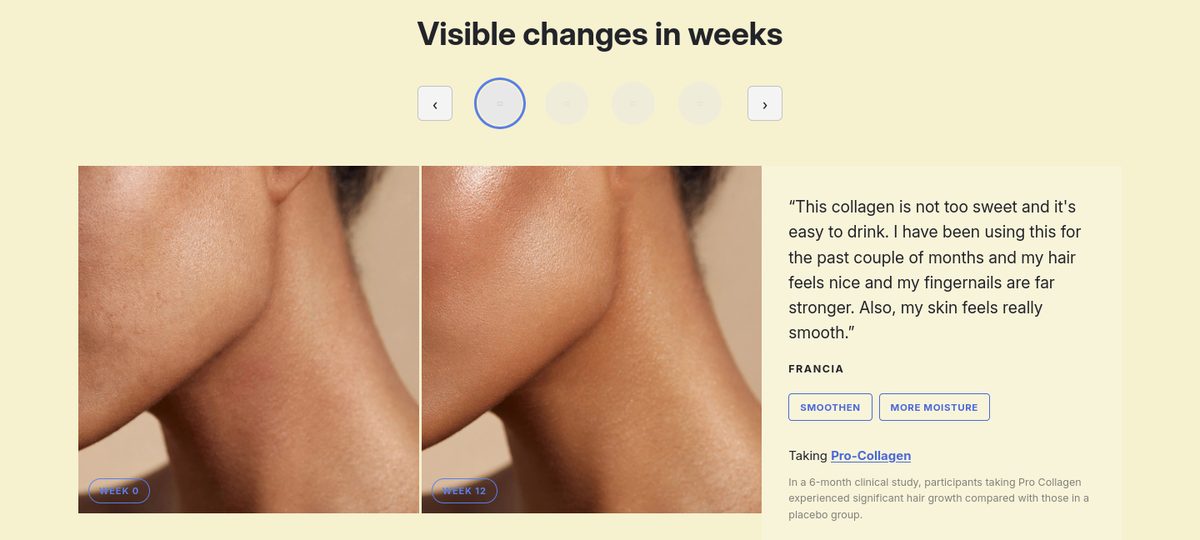 Visible changes in weeks
‹
›
“This collagen is not too sweet and it's
easy to drink. I have been using this for
the past couple of months and my hair
feels nice and my fingernails are far
stronger. Also, my skin feels really
smooth.”
FRANCIA
SMOOTHEN MORE MOISTURE
Taking Pro-Collagen
In a 6-month clinical study, participants taking Pro Collagen
experienced significant hair growth compared with those in a
placebo group.
WEEK 0
WEEK 12